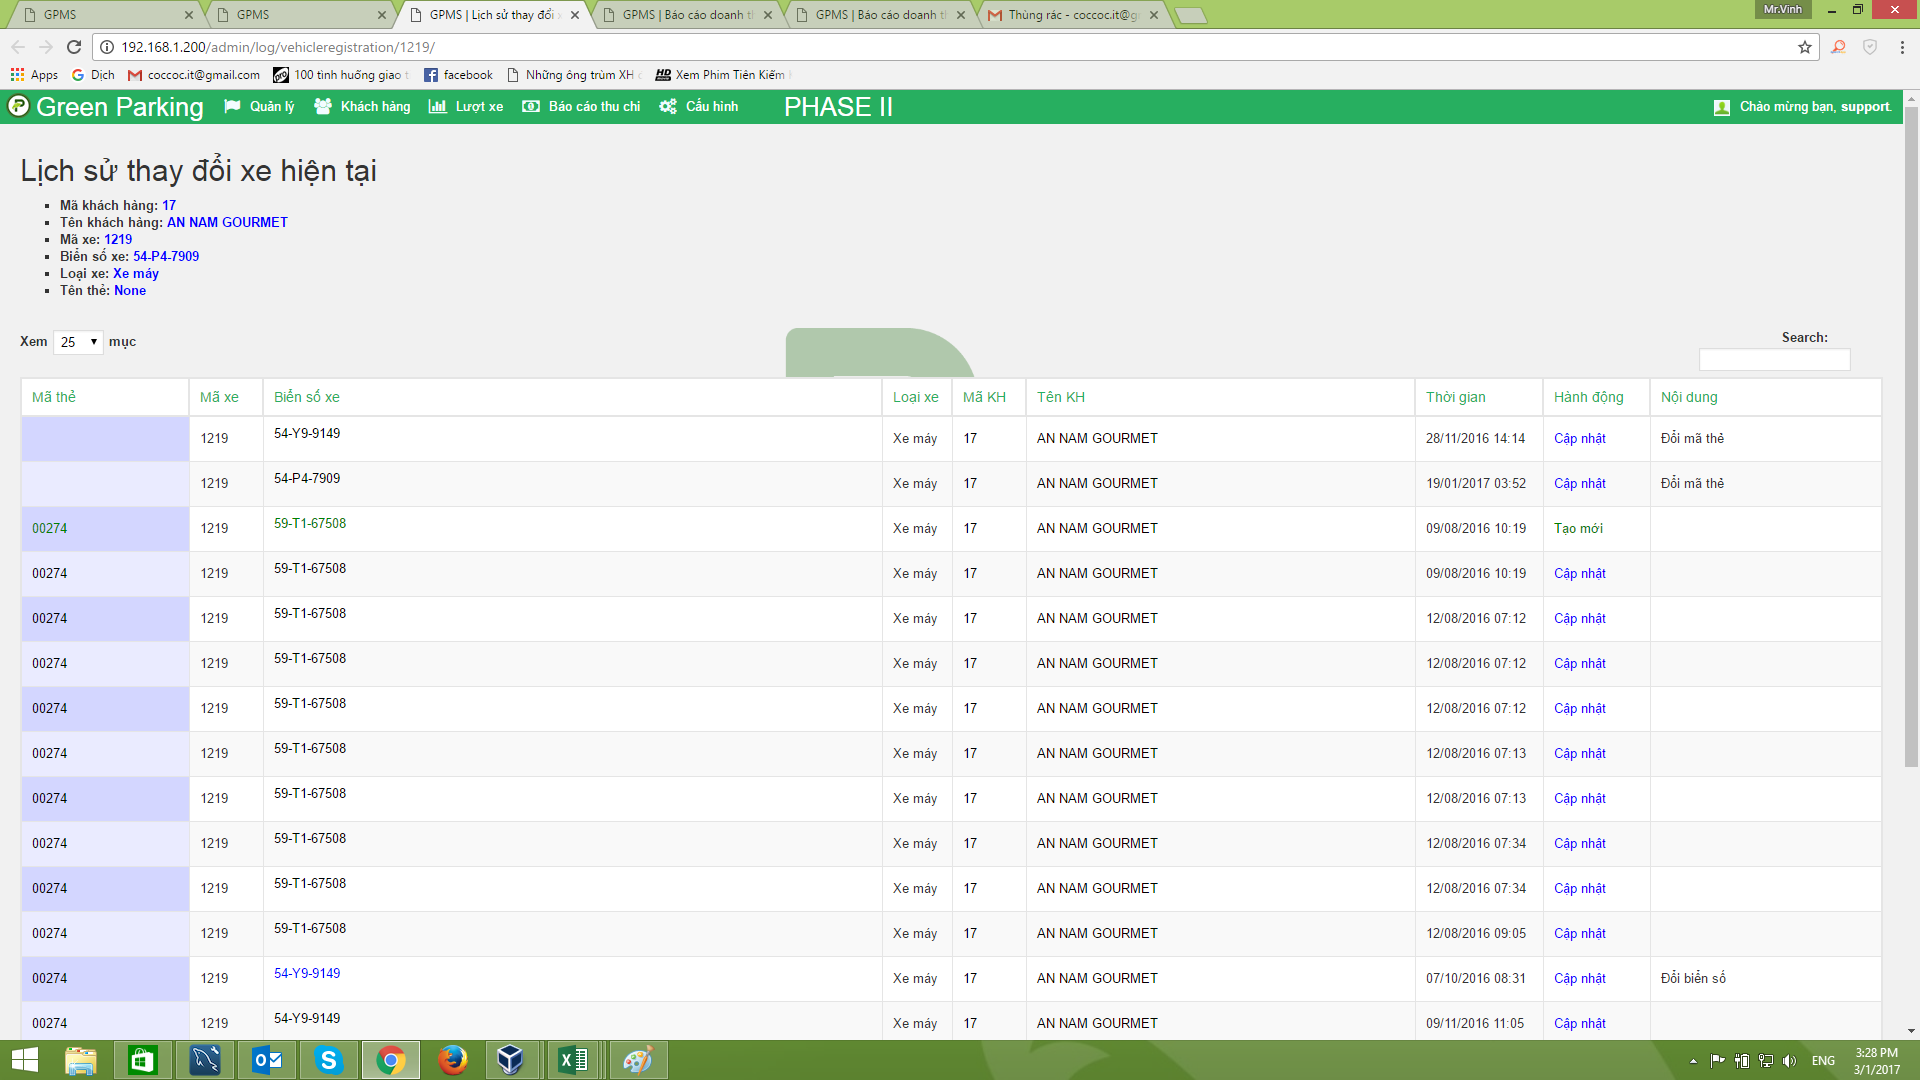 GPMS
GPMS
GPMS | Lịch sử thay đổi
GPMS | Báo cáo doanh t
GPMS | Báo cáo doanh t
Thùng rác - coccoc.it@g
Mr.Vinh
192.168.1.200/admin/log/vehicleregistration/1219/
Apps
Dịch
coccoc.it@gmail.com
100 tình huống giao t
facebook
Những ông trùm XH
Xem Phim Tiên Kiếm
Green Parking
Quản lý
Khách hàng
Lượt xe
Báo cáo thu chi
Cấu hình
PHASE II
Chào mừng bạn, support.
Lịch sử thay đổi xe hiện tại
Mã khách hàng: 17
Tên khách hàng: AN NAM GOURMET
Mã xe: 1219
Biển số xe: 54-P4-7909
Loại xe: Xe máy
Tên thẻ: None
Xem 25 mục
Search:
Mã thẻ Mã xe Biển số xe Loại xe Mã KH Tên KH Thời gian Hành động Nội dung
1219 54-Y9-9149 Xe máy 17 AN NAM GOURMET 28/11/2016 14:14 Cập nhật Đổi mã thẻ
1219 54-P4-7909 Xe máy 17 AN NAM GOURMET 19/01/2017 03:52 Cập nhật Đổi mã thẻ
00274 1219 59-T1-67508 Xe máy 17 AN NAM GOURMET 09/08/2016 10:19 Tạo mới
00274 1219 59-T1-67508 Xe máy 17 AN NAM GOURMET 09/08/2016 10:19 Cập nhật
00274 1219 59-T1-67508 Xe máy 17 AN NAM GOURMET 12/08/2016 07:12 Cập nhật
00274 1219 59-T1-67508 Xe máy 17 AN NAM GOURMET 12/08/2016 07:12 Cập nhật
00274 1219 59-T1-67508 Xe máy 17 AN NAM GOURMET 12/08/2016 07:12 Cập nhật
00274 1219 59-T1-67508 Xe máy 17 AN NAM GOURMET 12/08/2016 07:13 Cập nhật
00274 1219 59-T1-67508 Xe máy 17 AN NAM GOURMET 12/08/2016 07:13 Cập nhật
00274 1219 59-T1-67508 Xe máy 17 AN NAM GOURMET 12/08/2016 07:34 Cập nhật
00274 1219 59-T1-67508 Xe máy 17 AN NAM GOURMET 12/08/2016 07:34 Cập nhật
00274 1219 59-T1-67508 Xe máy 17 AN NAM GOURMET 12/08/2016 09:05 Cập nhật
00274 1219 54-Y9-9149 Xe máy 17 AN NAM GOURMET 07/10/2016 08:31 Cập nhật Đổi biển số
00274 1219 54-Y9-9149 Xe máy 17 AN NAM GOURMET 09/11/2016 11:05 Cập nhật
ENG
3:28 PM
3/1/2017